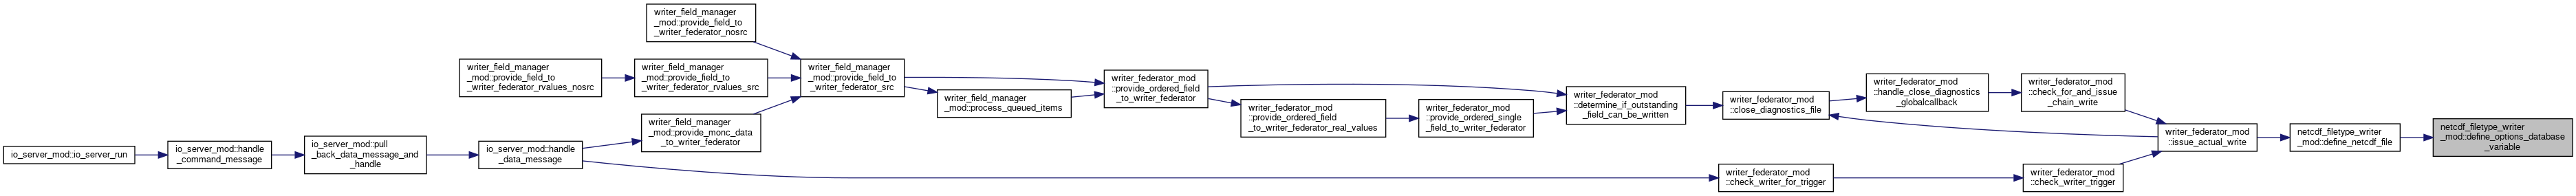 writer_field_manager
_mod::provide_field_to
_writer_federator_nosrc
writer_field_manager
_mod::provide_field_to
_writer_federator_rvalues_nosrc
writer_field_manager
_mod::provide_field_to
_writer_federator_rvalues_src
writer_field_manager
_mod::provide_field_to
_writer_federator_src
writer_field_manager
_mod::process_queued_items
writer_federator_mod
::provide_ordered_field
_to_writer_federator
writer_federator_mod
::provide_ordered_field
_to_writer_federator_real_values
writer_federator_mod
::provide_ordered_single
_field_to_writer_federator
writer_federator_mod
::determine_if_outstanding
_field_can_be_written
writer_federator_mod
::close_diagnostics_file
writer_federator_mod
::handle_close_diagnostics
_globalcallback
writer_federator_mod
::check_for_and_issue
_chain_write
writer_federator_mod
::issue_actual_write
netcdf_filetype_writer
_mod::define_netcdf_file
netcdf_filetype_writer
_mod::define_options_database
_variable
io_server_mod::io_server_run
io_server_mod::handle
_command_message
io_server_mod::pull
_back_data_message_and
_handle
io_server_mod::handle
_data_message
writer_field_manager
_mod::provide_monc_data
_to_writer_federator
writer_federator_mod
::check_writer_for_trigger
writer_federator_mod
::check_writer_trigger